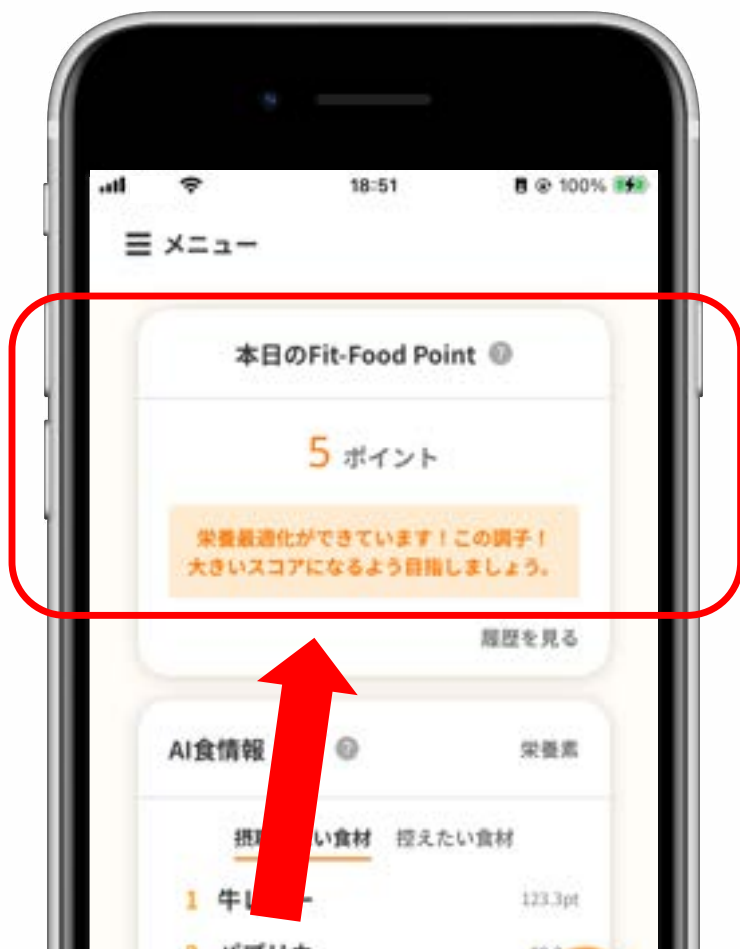 18:51
100%
メニュー
本日のFit-Food Point
5 ポイント
栄養最適化ができています！この調子！
大きいスコアになるよう目指しましょう。
履歴を見る
AI食情報
栄養素
い食材 控えたい食材
1 123.3pt